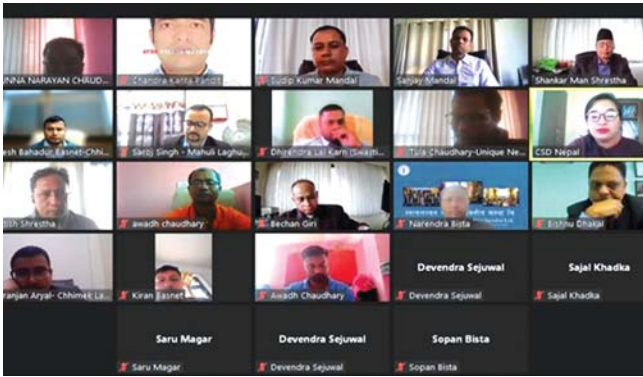 UNNA NARAYAN CHAUD...
Chandra Kanta Pandit
Sudip Kumar Mandal
Sanjay Mandal
Shankar Man Shrestha
esh Bahadur Basnet-Chhi...
Saroj Singh - Mahuli Laghu...
Dhirendra Lal Karn (Swasti...
Tula Chaudhary-Unique Ne...
CSD Nepal
tish Shrestha
awadh chaudhary
Bechan Giri
Narendra Bista
Bishnu Dhakal
ranjan Aryal- Chhimek La...
Kiran Basnet
Awadh Chaudhary
Devendra Sejuwal
Devendra Sejuwal
Sajal Khadka
Sajal Khadka
Saru Magar
Saru Magar
Devendra Sejuwal
Devendra Sejuwal
Sopan Bista
Sopan Bista